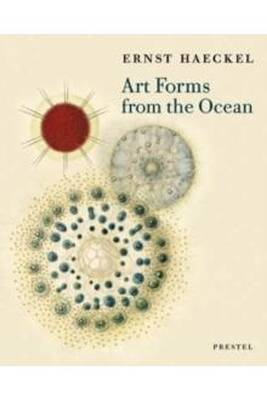 ERNST HAECKEL
Art Forms
from the Ocean
PRESTEL